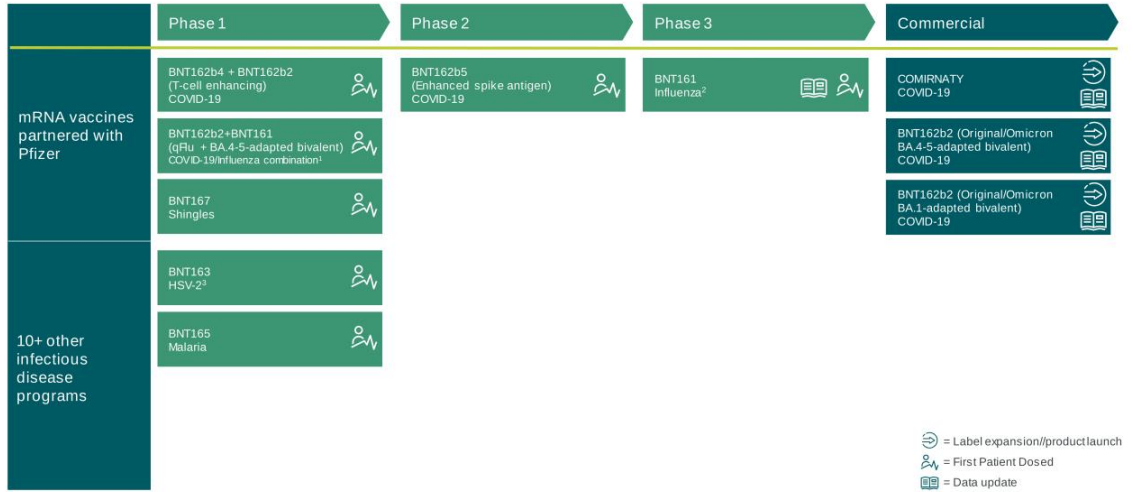 Phase 1
Phase 2
Phase 3
Commercial
mRNA vaccines
partnered with
Pfizer
BNT162b4 + BNT162b2
(T-cell enhancing)
COVID-19
BNT162b5
(Enhanced spike antigen)
COVID-19
BNT161
Influenza²
COMIRNATY
COVID-19
BNT162b2+BNT161
(qFlu + BA.4-5-adapted bivalent)
COVID-19/Influenza combination¹
BNT162b2 (Original/Omicron
BA.4-5-adapted bivalent)
COVID-19
BNT167
Shingles
BNT162b2 (Original/Omicron
BA.1-adapted bivalent)
COVID-19
10+ other
infectious
disease
programs
BNT163
HSV-2³
BNT165
Malaria
= Label expansion//product launch
= First Patient Dosed
= Data update